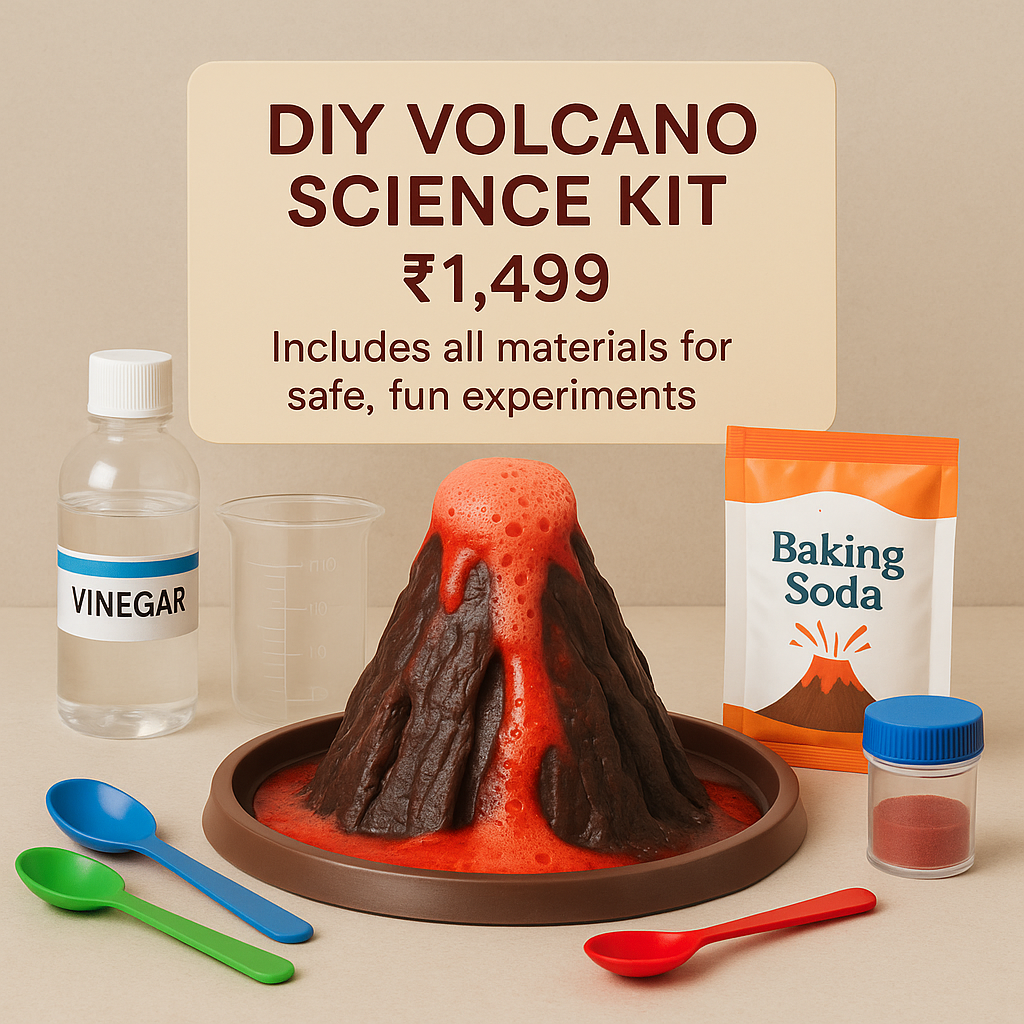 DIY VOLCANO
SCIENCE KIT
₹1,499
Includes all materials for
safe, fun experiments
VINEGAR
Baking
Soda